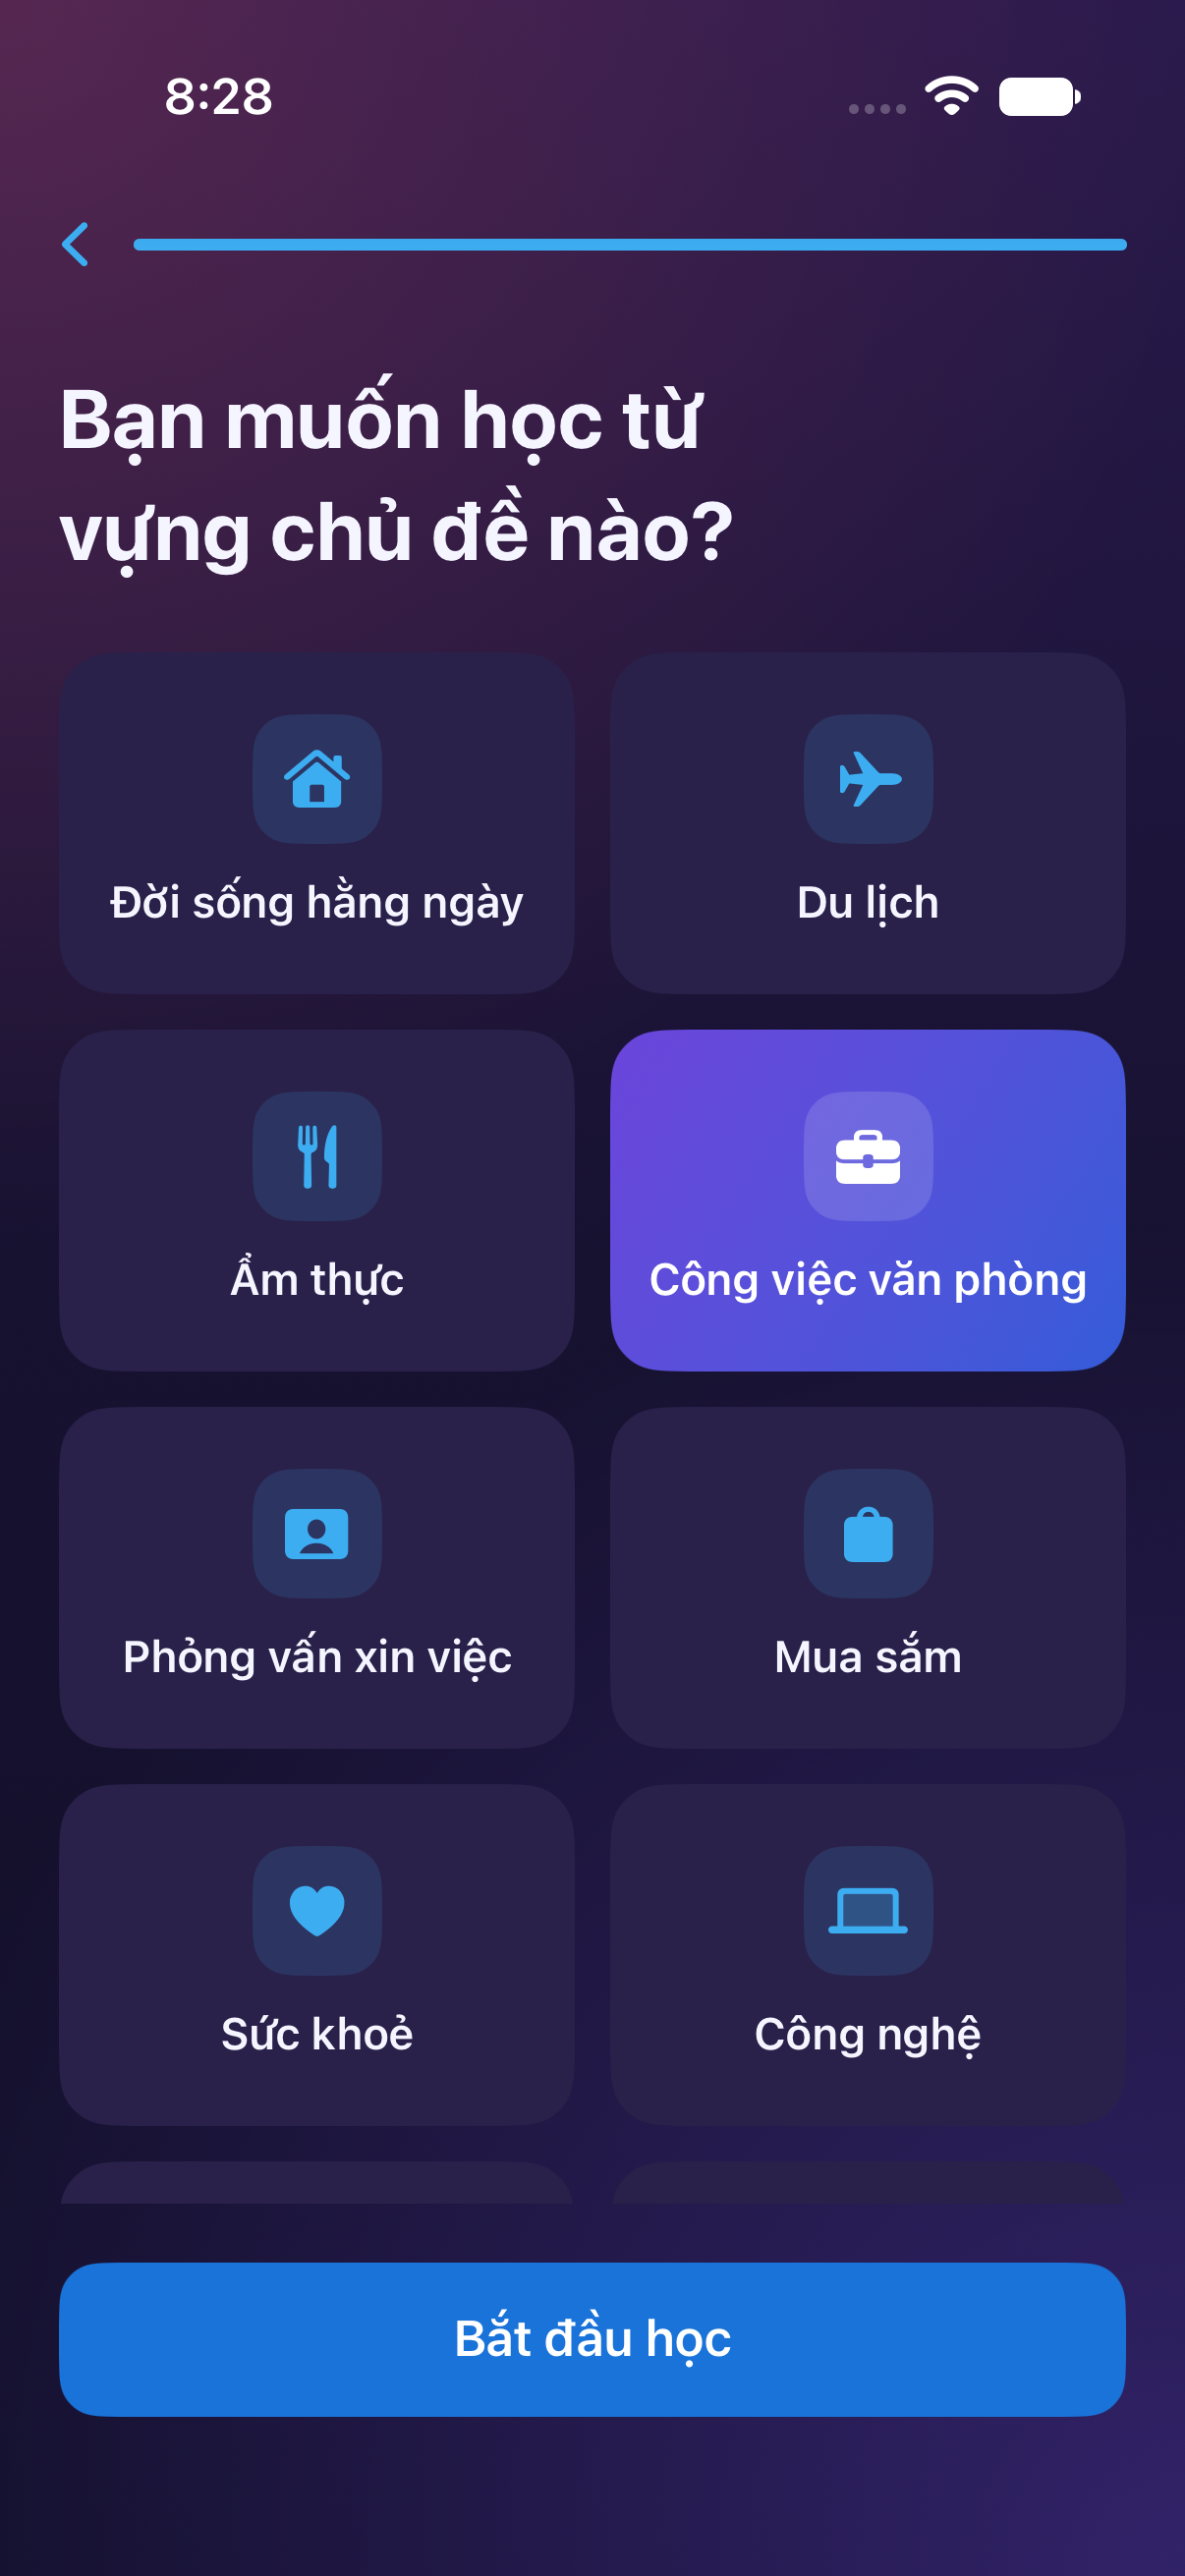 8:28
Bạn muốn học từ
vựng chủ đề nào?
Đời sống hằng ngày
Du lịch
Ẩm thực
Công việc văn phòng
Phỏng vấn xin việc
Mua sắm
Sức khoẻ
Công nghệ
Bắt đầu học